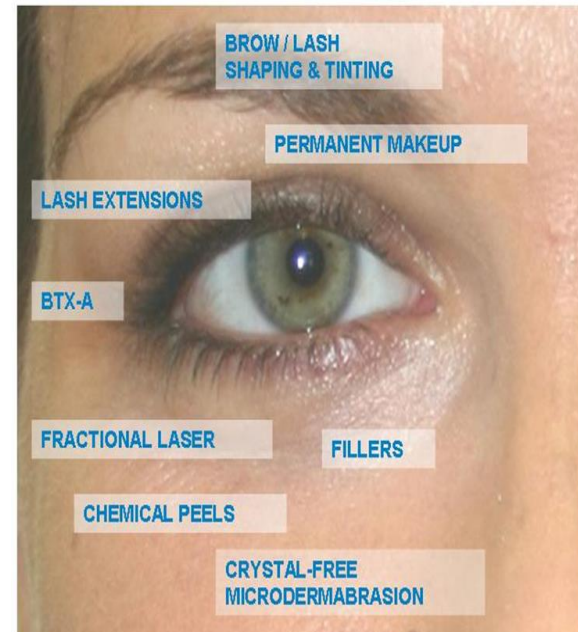 BROW / LASH
SHAPING & TINTING
PERMANENT MAKEUP
LASH EXTENSIONS
BTX-A
FRACTIONAL LASER
FILLERS
CHEMICAL PEELS
CRYSTAL-FREE
MICRODERMABRASION